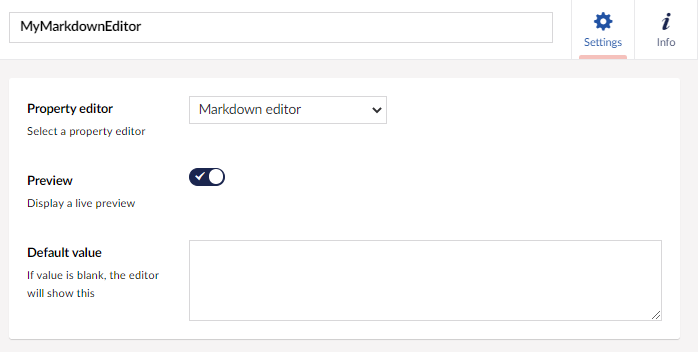 MyMarkdownEditor
Settings
Info
Property editor
Select a property editor
Markdown editor
Preview
Display a live preview
Default value
If value is blank, the editor
will show this